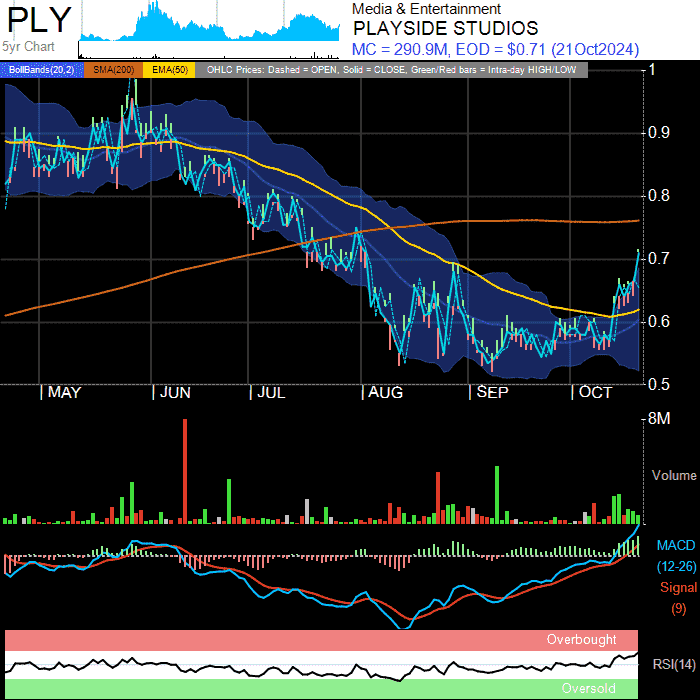 PLY
5yr Chart
Media & Entertainment
PLAYSIDE STUDIOS
MC = 290.9M, EOD = $0.71 (21Oct2024)
BollBands(20,2) SMA(200) EMA(50) OHLC Prices: Dashed = OPEN, Solid = CLOSE, Green/Red bars = Intra-day HIGH/LOW
1
0.9
0.8
0.7
0.6
0.5
MAY JUN JUL AUG SEP OCT
8M
Volume
MACD
(12-26)
Signal
(9)
Overbought
RSI(14)
Oversold